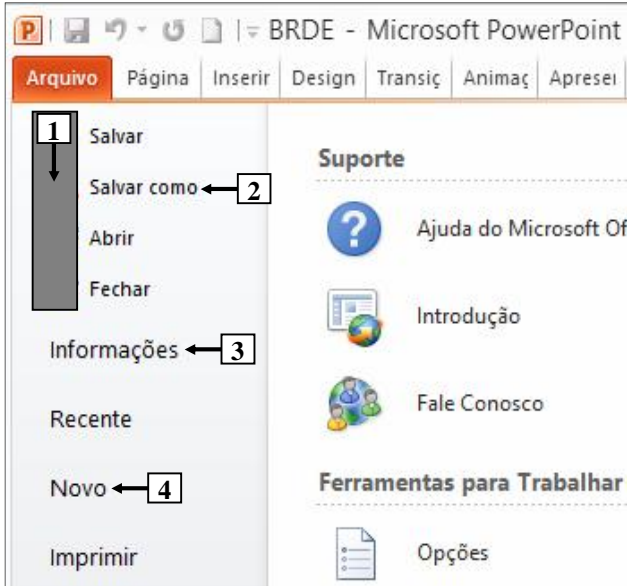 P BRDE - Microsoft PowerPoint
Arquivo Página Inserir Design Transiç Animaç Apresei
1 Salvar
Salvar como 2
Abrir
Fechar
Informações 3
Recente
Novo 4
Imprimir
Suporte
? Ajuda do Microsoft Of
Introdução
Fale Conosco
Ferramentas para Trabalhar
Opções